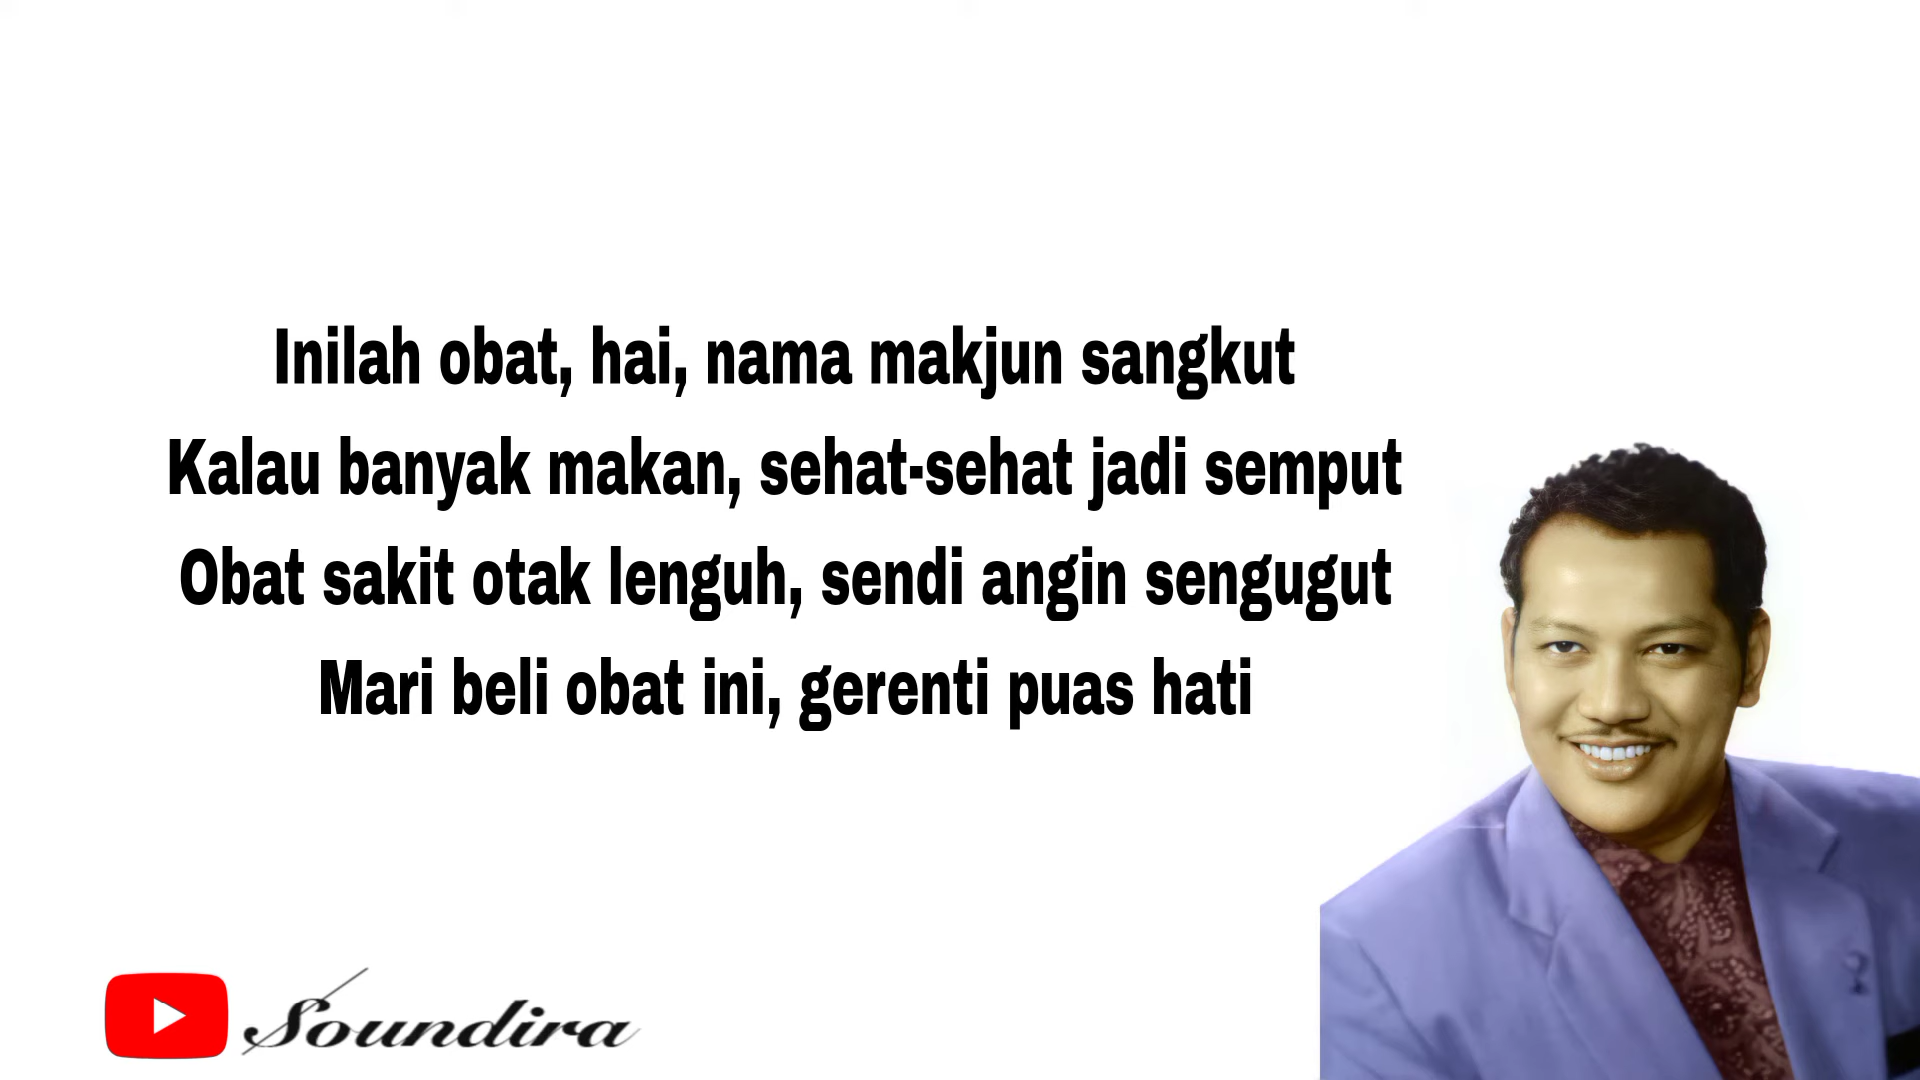 Inilah obat, hai, nama makjun sangkut
Kalau banyak makan, sehat-sehat jadi semput
Obat sakit otak lenguh, sendi angin sengugut
Mari beli obat ini, gerenti puas hati
Soundira